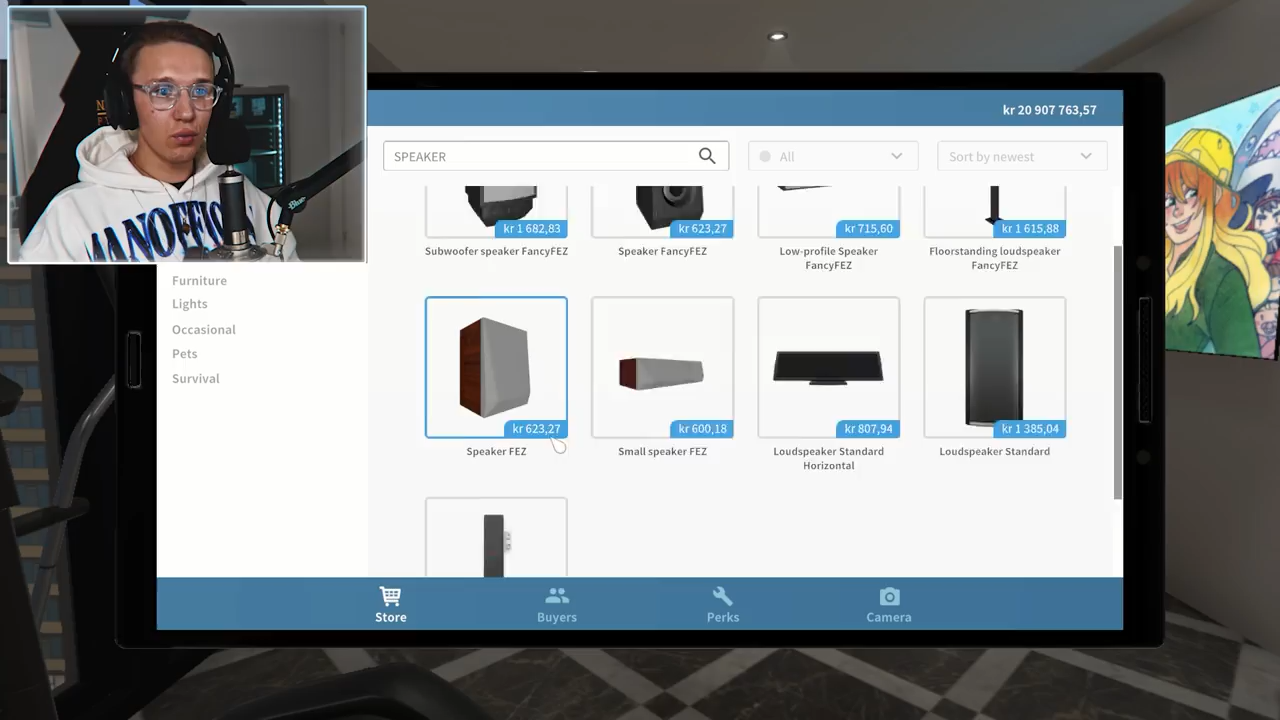 kr 20 907 763,57
SPEAKER
All
Sort by newest
kr 1 682,83
kr 623,27
kr 715,60
kr 1 615,88
Subwoofer speaker FancyFEZ
Speaker FancyFEZ
Low-profile Speaker
FancyFEZ
Floorstanding loudspeaker
FancyFEZ
Furniture
Lights
Occasional
Pets
Survival
kr 623,27
kr 600,18
kr 807,94
kr 1 385,04
Speaker FEZ
Small speaker FEZ
Loudspeaker Standard
Horizontal
Loudspeaker Standard
Store
Buyers
Perks
Camera